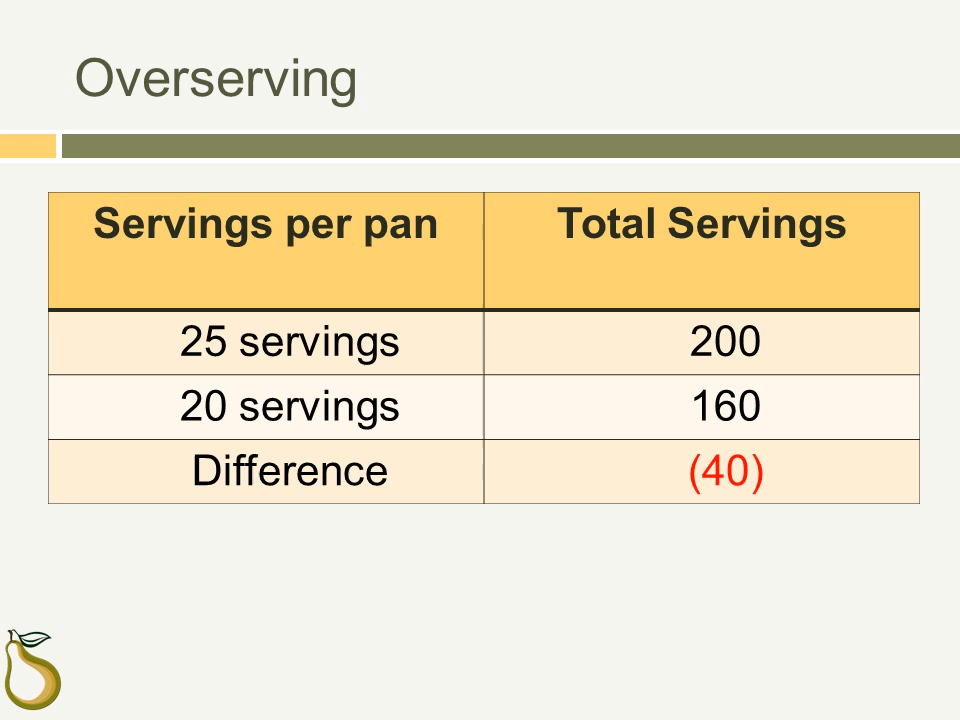 Overserving
Servings per pan Total Servings
25 servings 200
20 servings 160
Difference (40)